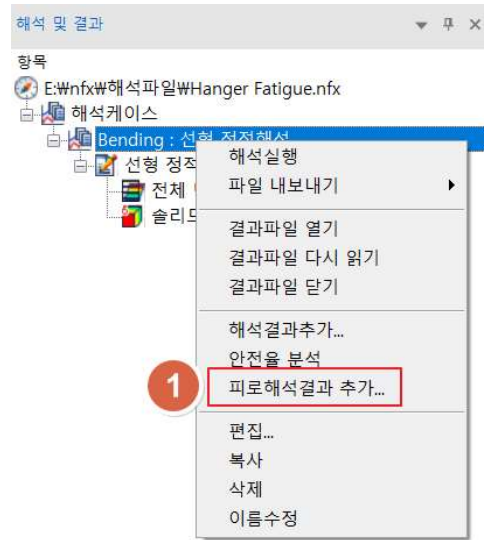 해석 및 결과
항목
E:₩nfx₩해석파일₩Hanger Fatigue.nfx
해석케이스
Bending : 선형 정적해석
선형 정적
전체
솔리드
해석실행
파일 내보내기
결과파일 열기
결과파일 다시 읽기
결과파일 닫기
해석결과추가...
안전율 분석
1 피로해석결과 추가...
편집...
복사
삭제
이름수정